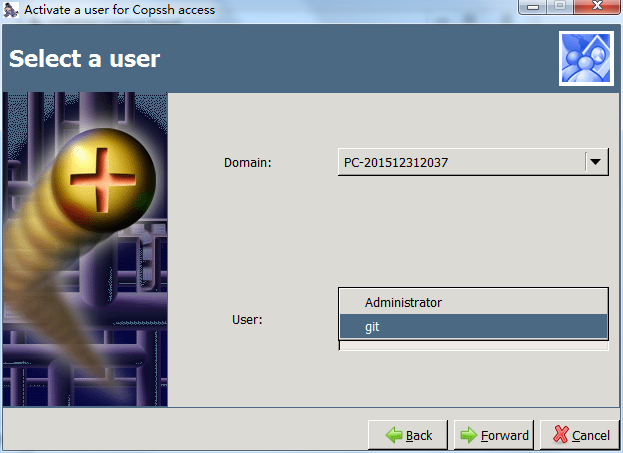 Activate a user for Copssh access
Select a user
Domain: PC-201512312037
Administrator
User:
git
Back Forward Cancel